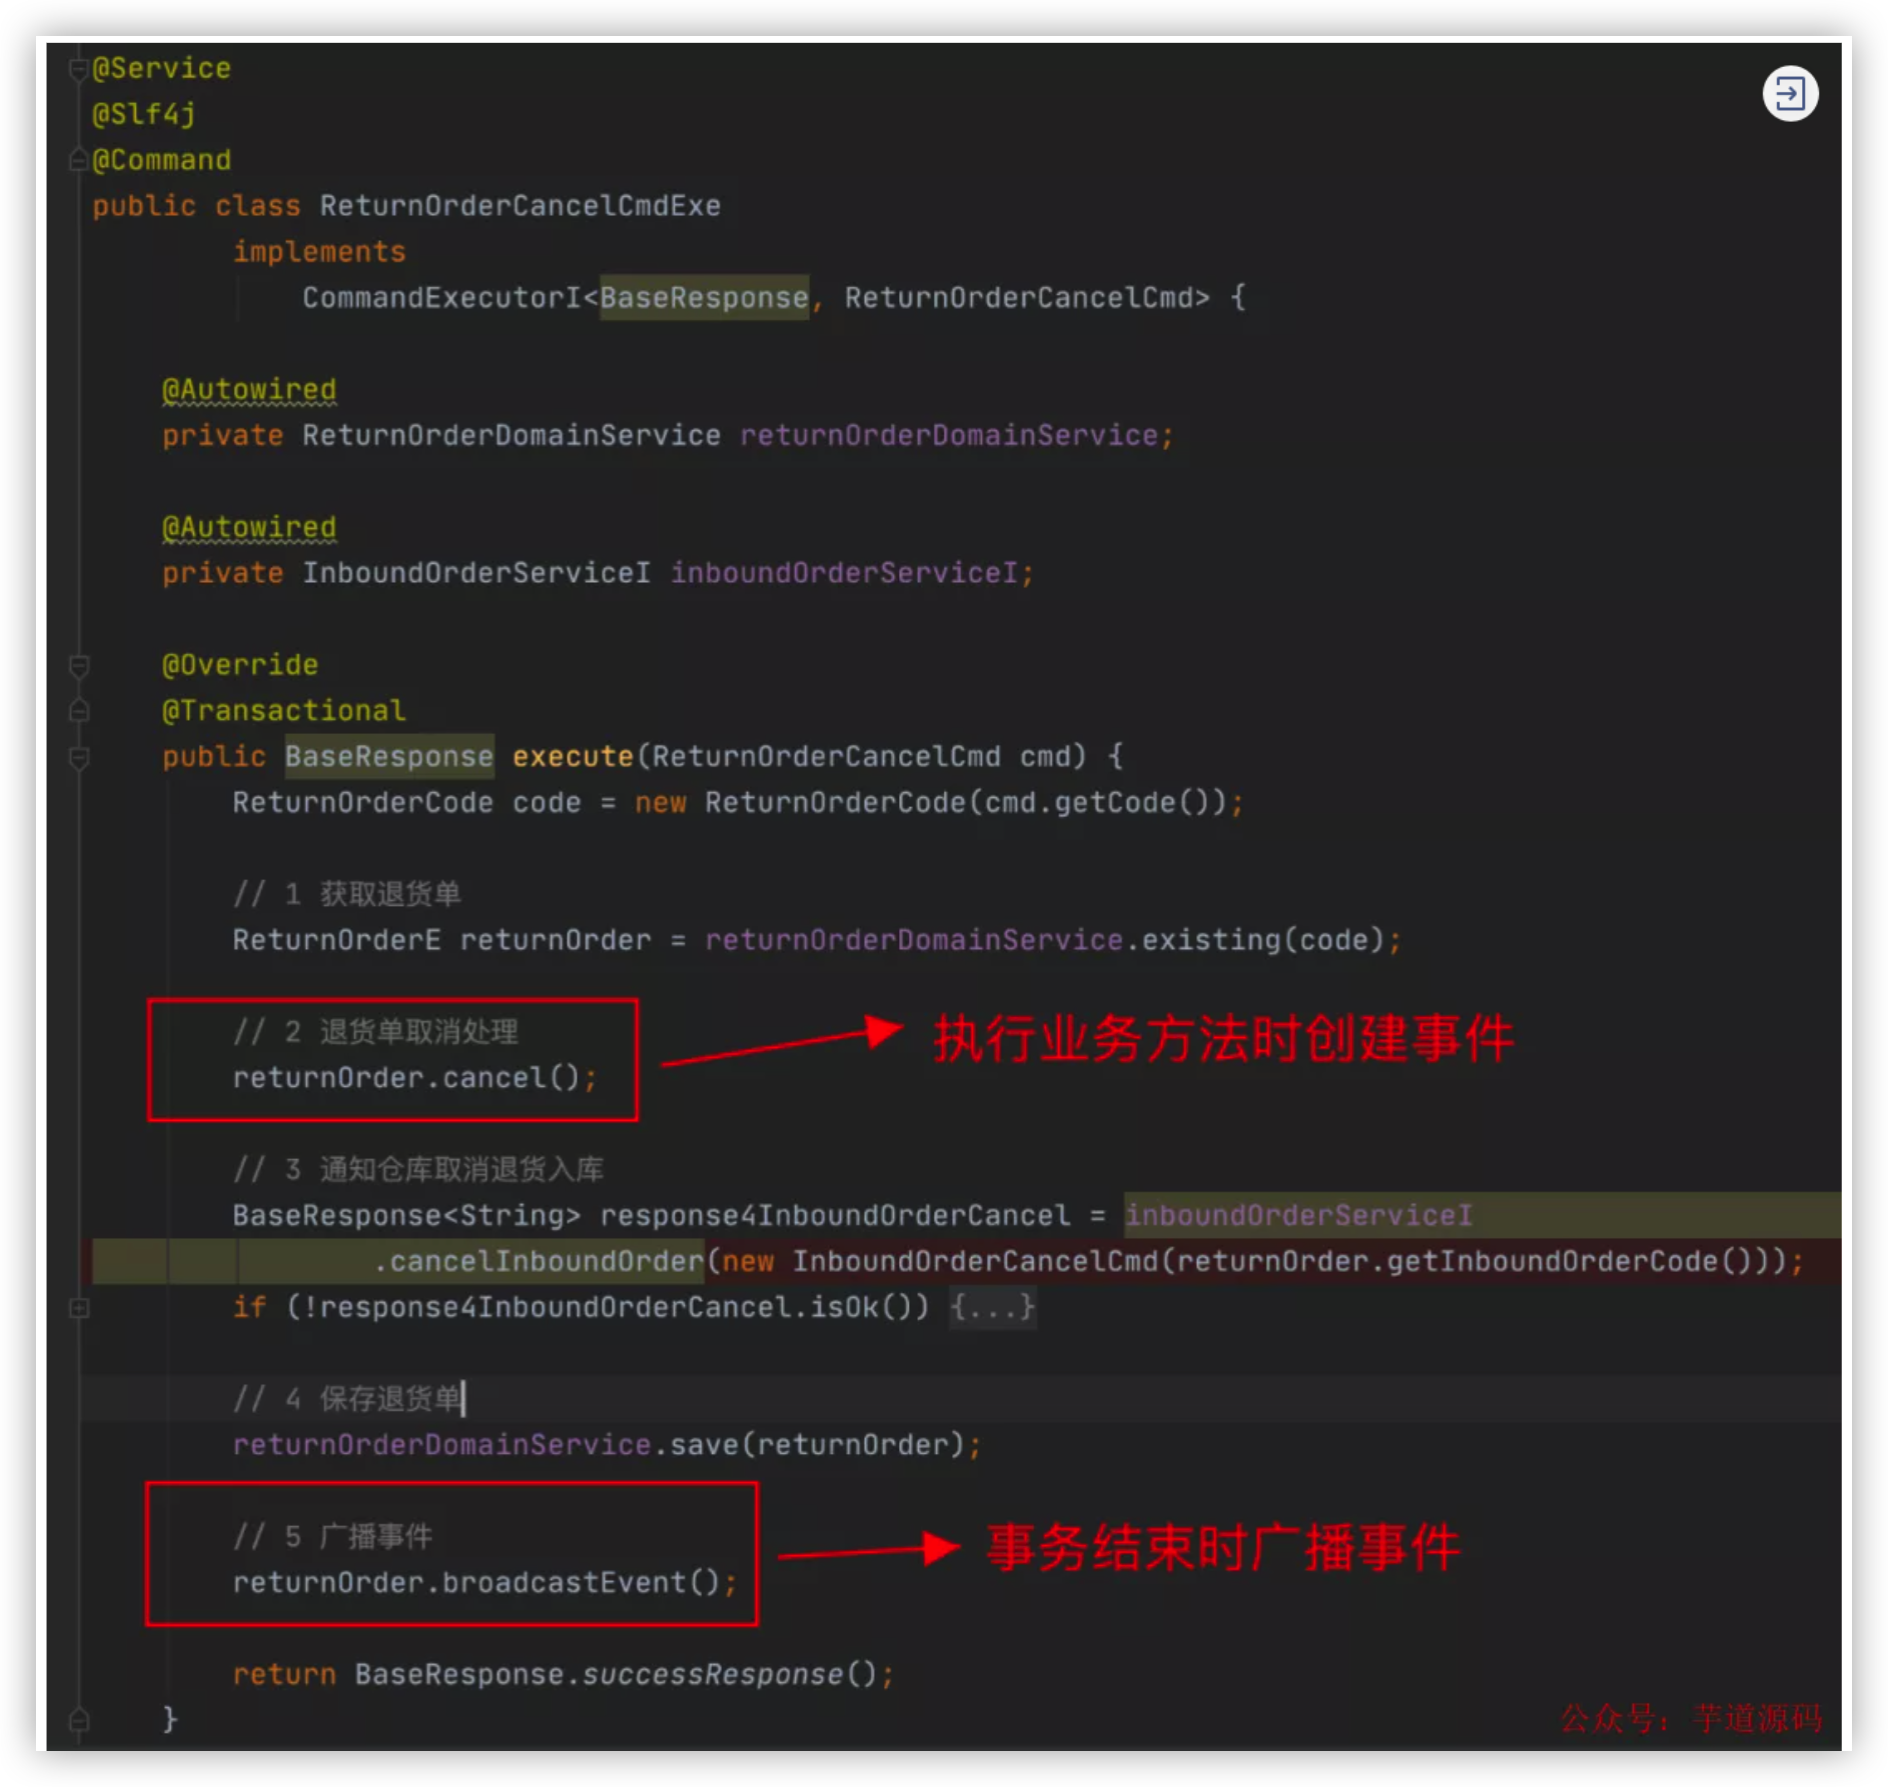 @Service
@Slf4j
@Command
public class ReturnOrderCancelCmdExe
implements
CommandExecutorI<BaseResponse, ReturnOrderCancelCmd> {
@Autowired
private ReturnOrderDomainService returnOrderDomainService;
@Autowired
private InboundOrderServiceI inboundOrderServiceI;
@Override
@Transactional
public BaseResponse execute(ReturnOrderCancelCmd cmd) {
ReturnOrderCode code = new ReturnOrderCode(cmd.getCode());
// 1 获取退货单
ReturnOrderE returnOrder = returnOrderDomainService.existing(code);
// 2 退货单取消处理
returnOrder.cancel();
执行业务方法时创建事件
// 3 通知仓库取消退货入库
BaseResponse<String> response4InboundOrderCancel = inboundOrderServiceI
.cancelInboundOrder(new InboundOrderCancelCmd(returnOrder.getInboundOrderCode()));
if (!response4InboundOrderCancel.isOk()) {...}
// 4 保存退货单
returnOrderDomainService.save(returnOrder);
// 5 广播事件
returnOrder.broadcastEvent();
事务结束时广播事件
return BaseResponse.successResponse();
}
公众号：芋道源码